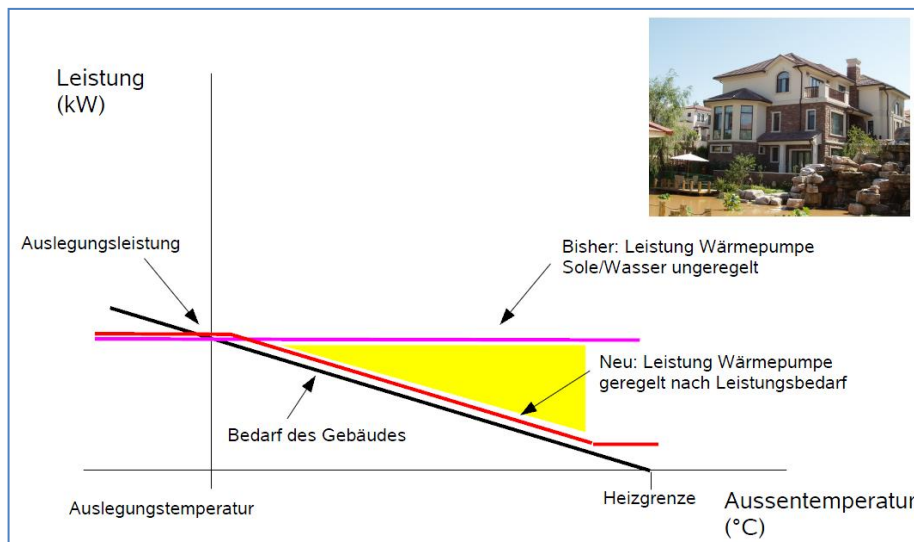 Leistung
(kW)
Auslegungsleistung
Bisher: Leistung Wärmepumpe
Sole/Wasser ungeregelt
Neu: Leistung Wärmepumpe
geregelt nach Leistungsbedarf
Bedarf des Gebäudes
Auslegungstemperatur
Heizgrenze
Aussentemperatur
(°C)